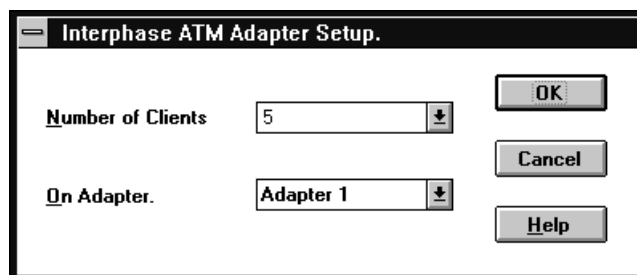 Interphase ATM Adapter Setup.
Number of Clients
5
OK
Cancel
On Adapter.
Adapter 1
Help